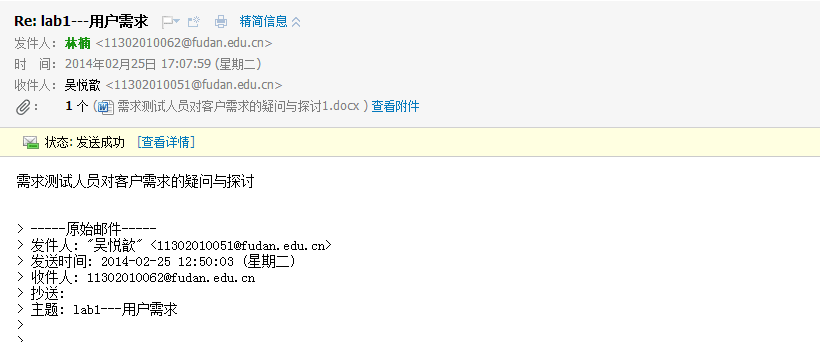 Re: lab1---用户需求 精简信息
发件人: 林楠 <11302010062@fudan.edu.cn>
时 间: 2014年02月25日 17:07:59 (星期二)
收件人: 吴悦歆 <11302010051@fudan.edu.cn>
: 1 个 ( 需求测试人员对客户需求的疑问与探讨1.docx ) 查看附件
状态: 发送成功 [查看详情]
需求测试人员对客户需求的疑问与探讨
> -----原始邮件-----
> 发件人: "吴悦歆" <11302010051@fudan.edu.cn>
> 发送时间: 2014-02-25 12:50:03 (星期二)
> 收件人: 11302010062@fudan.edu.cn
> 抄送:
> 主题: lab1---用户需求
>
>